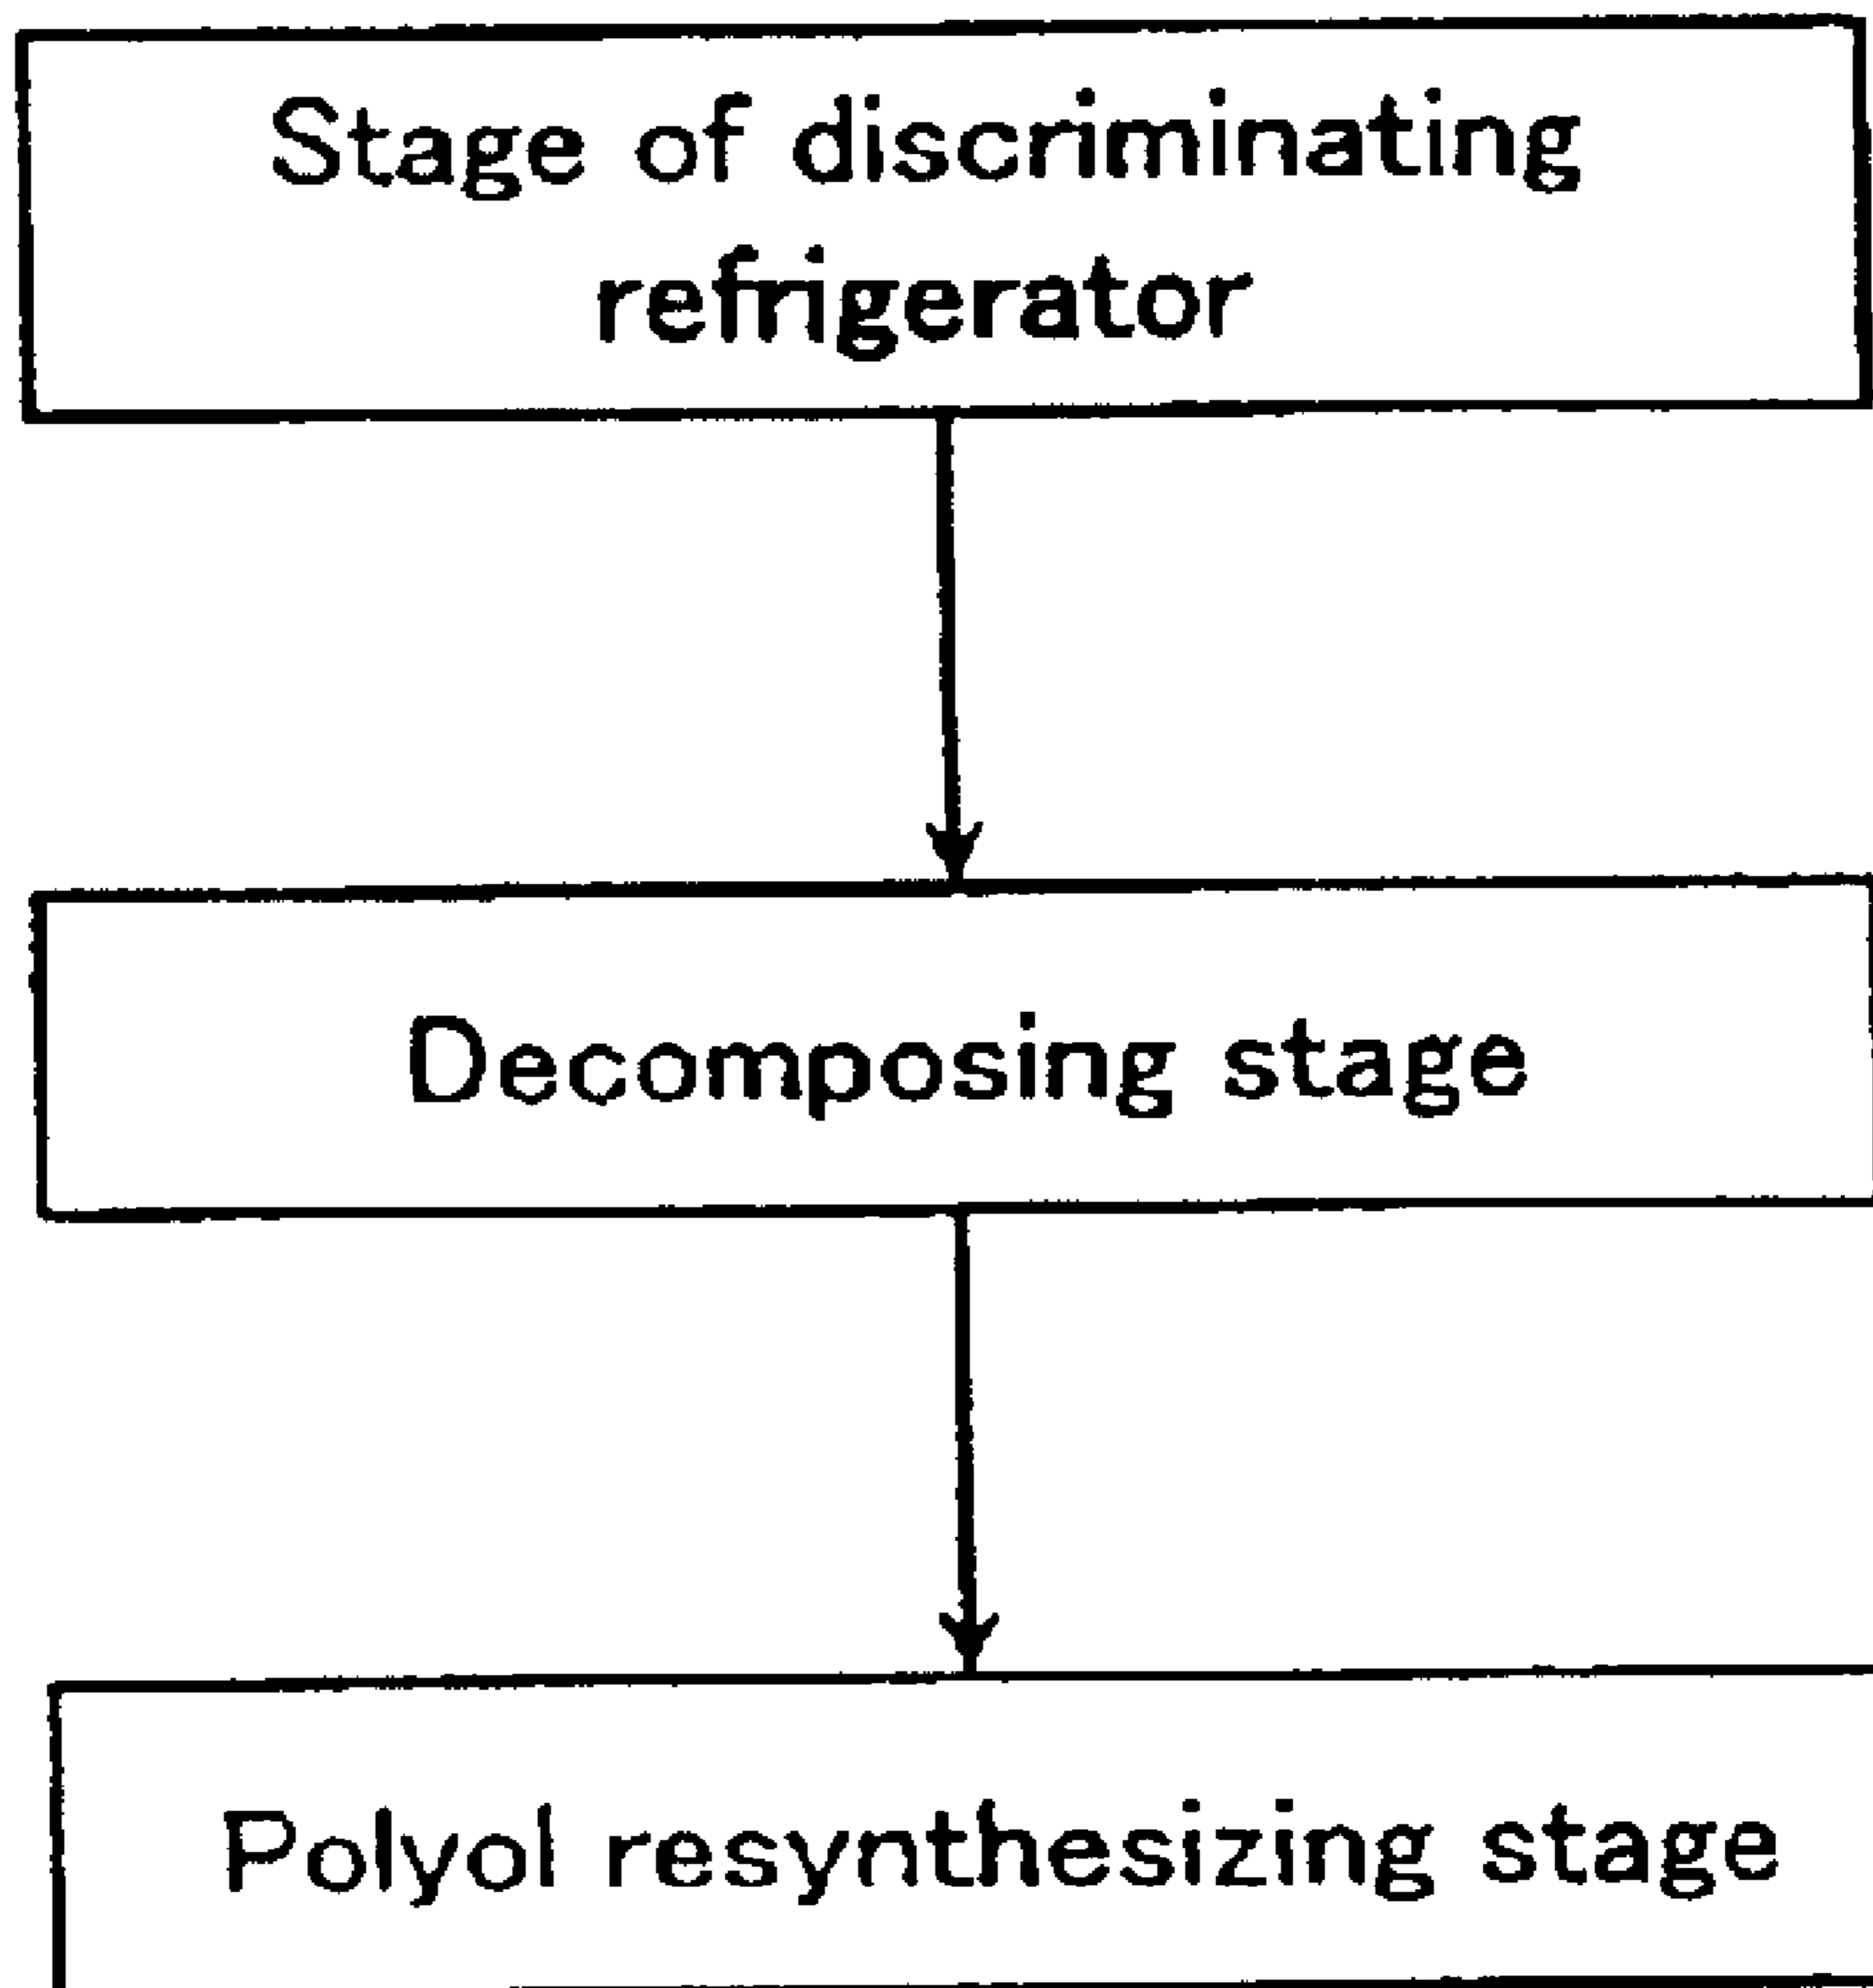 Stage of discriminating
refrigerator
Decomposing stage
Polyol resynthesizing stage